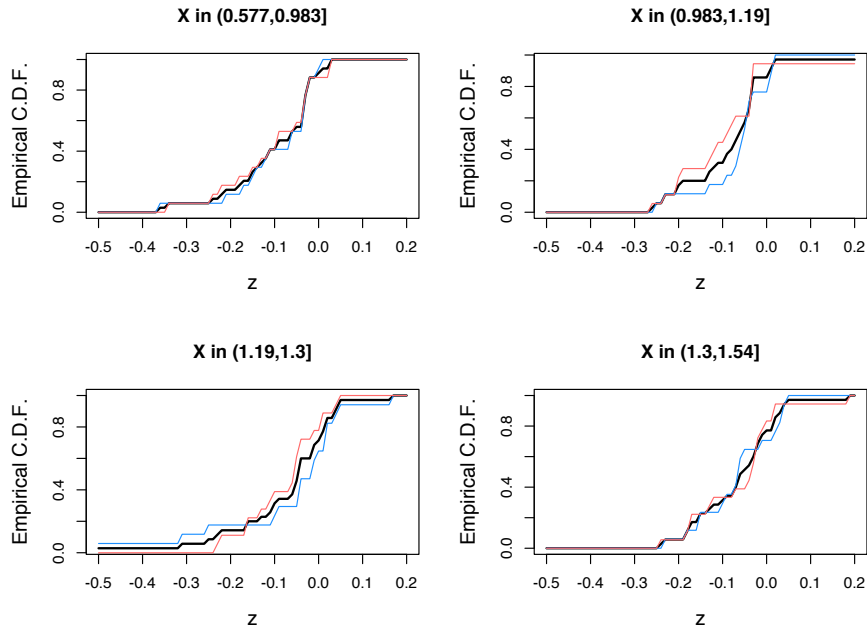 X in (0.577,0.983]
Empirical C.D.F.
0.0 0.4 0.8
-0.5 -0.4 -0.3 -0.2 -0.1 0.0 0.1 0.2
z
X in (0.983,1.19]
Empirical C.D.F.
0.0 0.4 0.8
-0.5 -0.4 -0.3 -0.2 -0.1 0.0 0.1 0.2
z
X in (1.19,1.3]
Empirical C.D.F.
0.0 0.4 0.8
-0.5 -0.4 -0.3 -0.2 -0.1 0.0 0.1 0.2
z
X in (1.3,1.54]
Empirical C.D.F.
0.0 0.4 0.8
-0.5 -0.4 -0.3 -0.2 -0.1 0.0 0.1 0.2
z